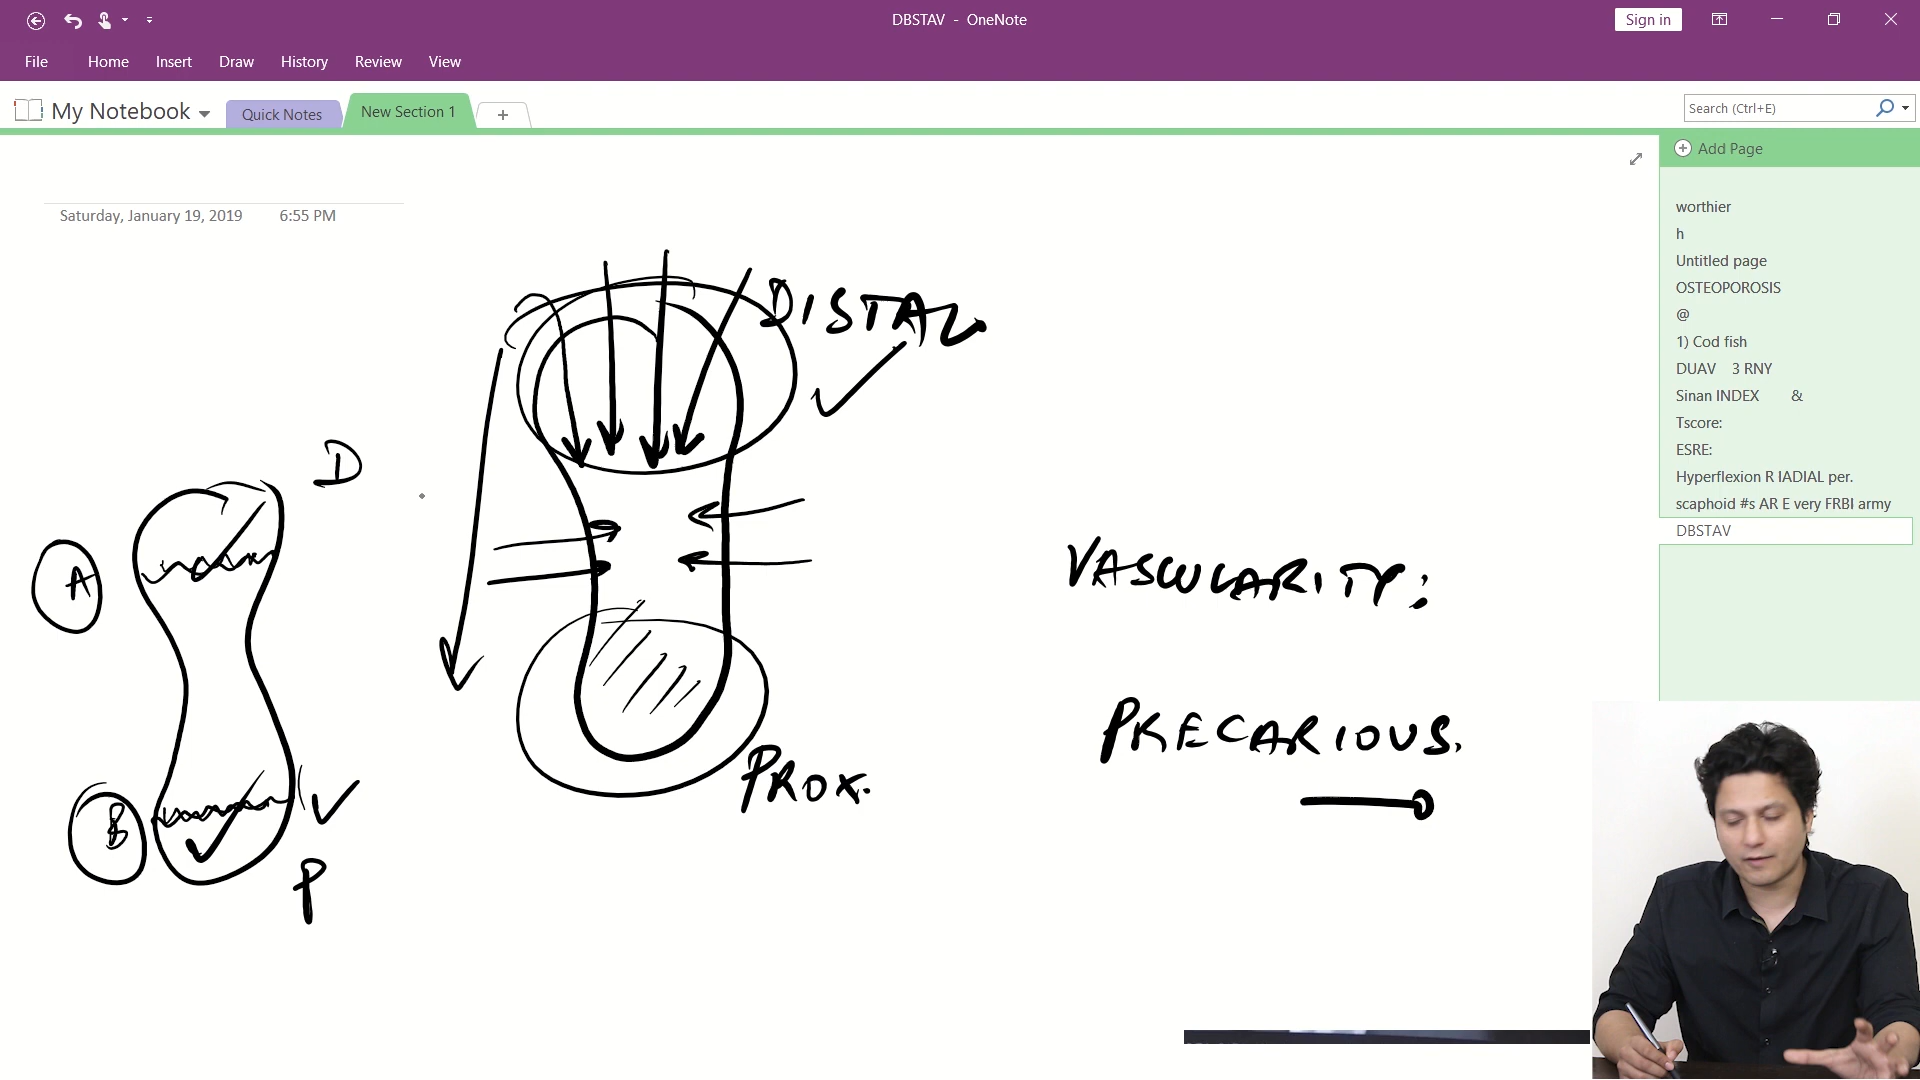 DBSTAV - OneNote
Sign in
File Home Insert Draw History Review View
My Notebook Quick Notes New Section 1 +
Search (Ctrl+E)
Add Page
Saturday, January 19, 2019 6:55 PM
worthier
h
Untitled page
OSTEOPOROSIS
@
1) Cod fish
DUAV 3 RNY
Sinan INDEX &
Tscore:
ESRE:
Hyperflexion R IADIAL per.
scaphoid #s AR E very FRBI army
DBSTAV
DISTAL
D
A
VASCULARITY:
PRECARIOUS.
PROX.
B
P